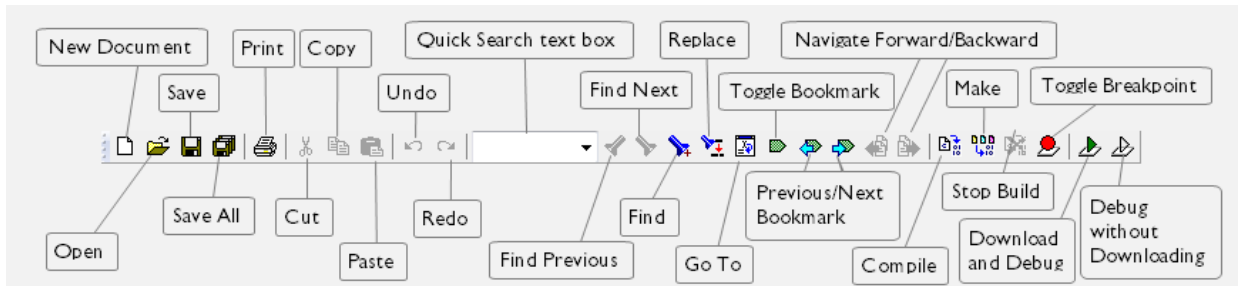 New Document
Print
Copy
Quick Search text box
Replace
Navigate Forward/Backward
Save
Undo
Find Next
Toggle Bookmark
Make
Toggle Breakpoint
Open
Save All
Cut
Paste
Redo
Find Previous
Find
Go To
Previous/Next
Bookmark
Compile
Stop Build
Download
and Debug
Debug
without
Downloading